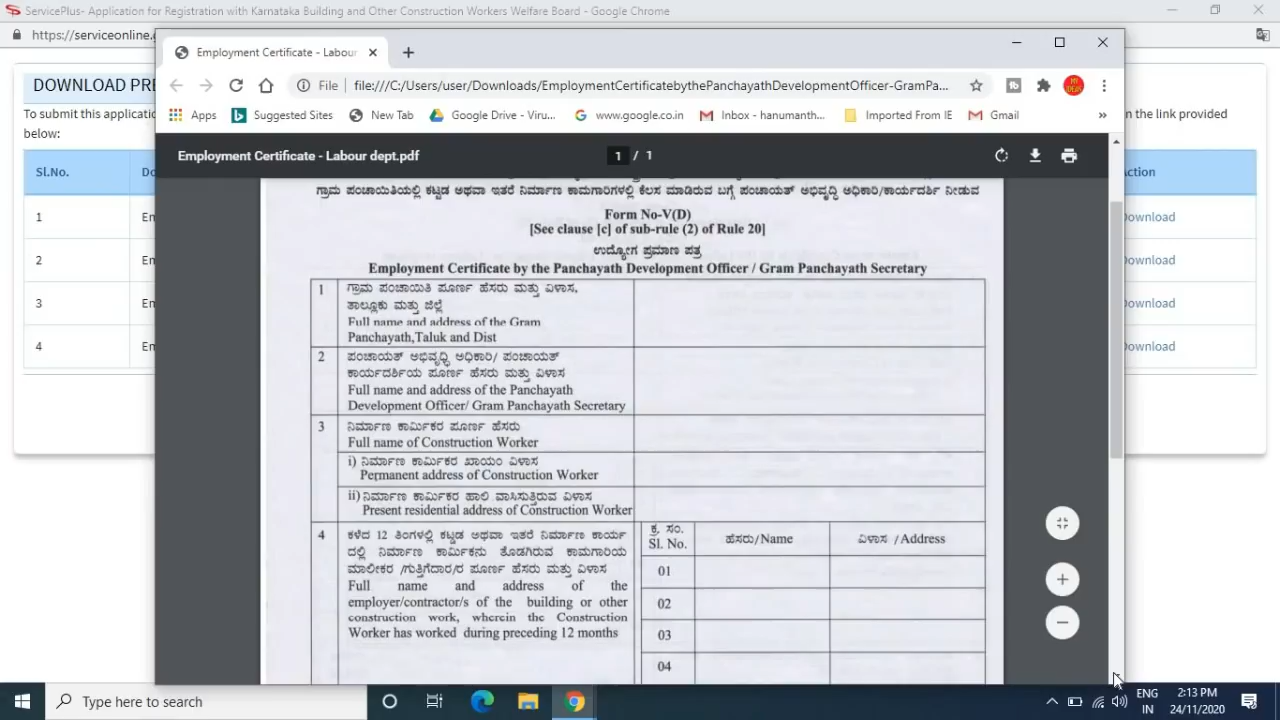 ServicePlus- Application for Registration with Karnataka Building and Other Construction Workers Welfare Board - Google Chrome
https://serviceonline.g
Employment Certificate - Labour
File
file:///C:/Users/user/Downloads/EmploymentCertificatebythePanchayathDevelopmentOfficer-GramPa...
Apps
Suggested Sites
New Tab
Google Drive - Viru...
www.google.co.in
Inbox - hanumanth...
Imported From IE
Gmail
»
DOWNLOAD PRE
To submit this applicatio
n the link provided
below:
Sl.No.
Do
Action
1
Em
Download
2
Em
Download
3
Em
Download
4
Em
Download
Employment Certificate - Labour dept.pdf
1 / 1
ಗ್ರಾಮ ಪಂಚಾಯಿತಿಯಲ್ಲಿ ಕಟ್ಟಡ ಅಥವಾ ಇತರೆ ನಿರ್ಮಾಣ ಕಾಮಗಾರಿಗಳಲ್ಲಿ ಕೆಲಸ ಮಾಡಿರುವ ಬಗ್ಗೆ ಪಂಚಾಯತ್ ಅಭಿವೃದ್ಧಿ ಅಧಿಕಾರಿ/ಕಾರ್ಯದರ್ಶಿ ನೀಡುವ
Form No-V(D)
[See clause [c] of sub-rule (2) of Rule 20]
ಉದ್ಯೋಗ ಪ್ರಮಾಣ ಪತ್ರ
Employment Certificate by the Panchayath Development Officer / Gram Panchayath Secretary
1 ಗ್ರಾಮ ಪಂಚಾಯಿತಿ ಪೂರ್ಣ ಹೆಸರು ಮತ್ತು ವಿಳಾಸ,
ತಾಲ್ಲೂಕು ಮತ್ತು ಜಿಲ್ಲೆ
Full name and address of the Gram
Panchayath,Taluk and Dist
2 ಪಂಚಾಯತ್ ಅಭಿವೃದ್ಧಿ ಅಧಿಕಾರಿ/ ಪಂಚಾಯತ್
ಕಾರ್ಯದರ್ಶಿಯ ಪೂರ್ಣ ಹೆಸರು ಮತ್ತು ವಿಳಾಸ
Full name and address of the Panchayath
Development Officer/ Gram Panchayath Secretary
3 ನಿರ್ಮಾಣ ಕಾರ್ಮಿಕರ ಪೂರ್ಣ ಹೆಸರು
Full name of Construction Worker
i) ನಿರ್ಮಾಣ ಕಾರ್ಮಿಕರ ಖಾಯಂ ವಿಳಾಸ
Permanent address of Construction Worker
ii) ನಿರ್ಮಾಣ ಕಾರ್ಮಿಕರ ಹಾಲಿ ವಾಸಿಸುತ್ತಿರುವ ವಿಳಾಸ
Present residential address of Construction Worker
4 ಕಳೆದ 12 ತಿಂಗಳಲ್ಲಿ ಕಟ್ಟಡ ಅಥವಾ ಇತರೆ ನಿರ್ಮಾಣ ಕಾರ್ಯ
ದಲ್ಲಿ ನಿರ್ಮಾಣ ಕಾರ್ಮಿಕನು ತೊಡಗಿರುವ ಕಾಮಗಾರಿಯ
ಮಾಲೀಕರ /ಗುತ್ತಿಗೆದಾರ/ರ ಪೂರ್ಣ ಹೆಸರು ಮತ್ತು ವಿಳಾಸ
Full name and address of the
employer/contractor/s of the building or other
construction work, wherein the Construction
Worker has worked during preceding 12 months
ಕ್ರ. ಸಂ.
Sl. No.
ಹೆಸರು/Name
ವಿಳಾಸ /Address
01
02
03
04
Type here to search
ENG
IN
2:13 PM
24/11/2020